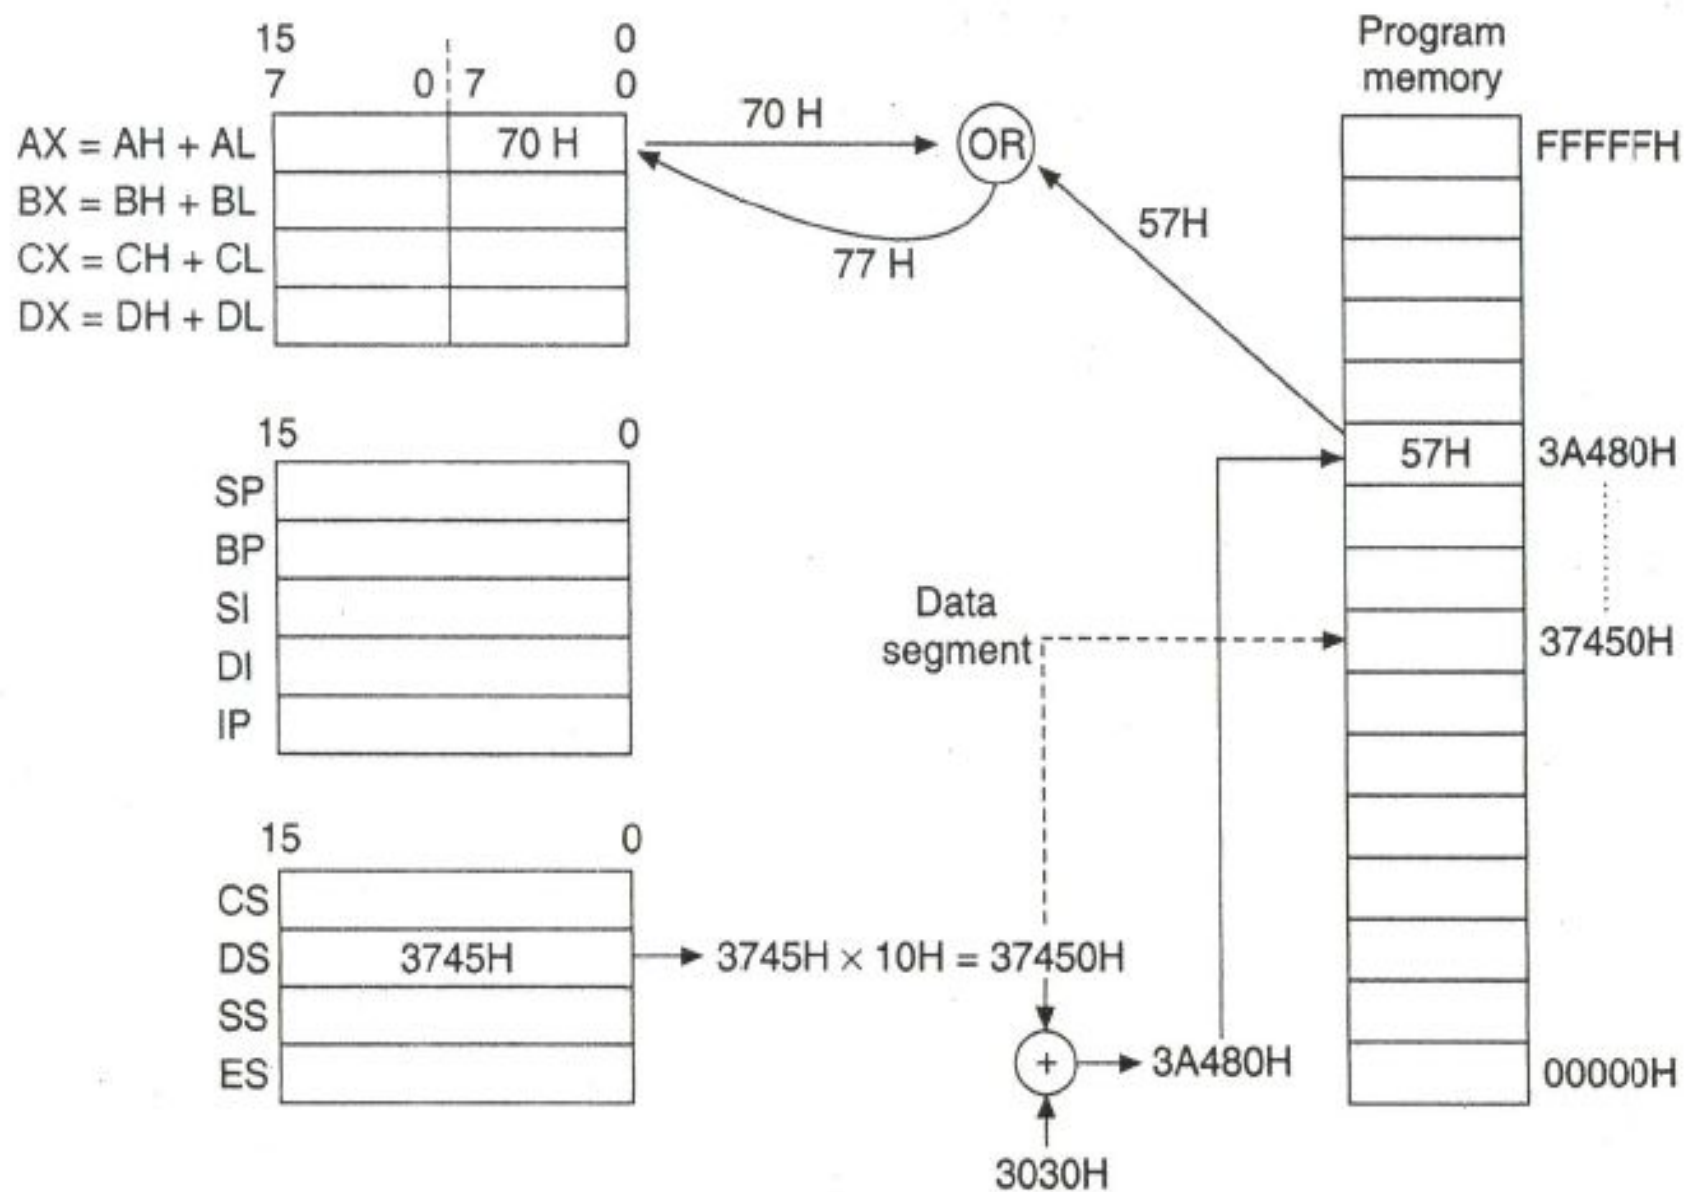 15 0
7 0 7 0
AX = AH + AL 70 H
BX = BH + BL
CX = CH + CL
DX = DH + DL
70 H
OR
77 H
57H
15 0
SP
BP
SI
DI
IP
15 0
CS
DS 3745H
SS
ES
3745H × 10H = 37450H
Data
segment
+
3A480H
3030H
Program
memory
FFFFFH
57H 3A480H
37450H
00000H